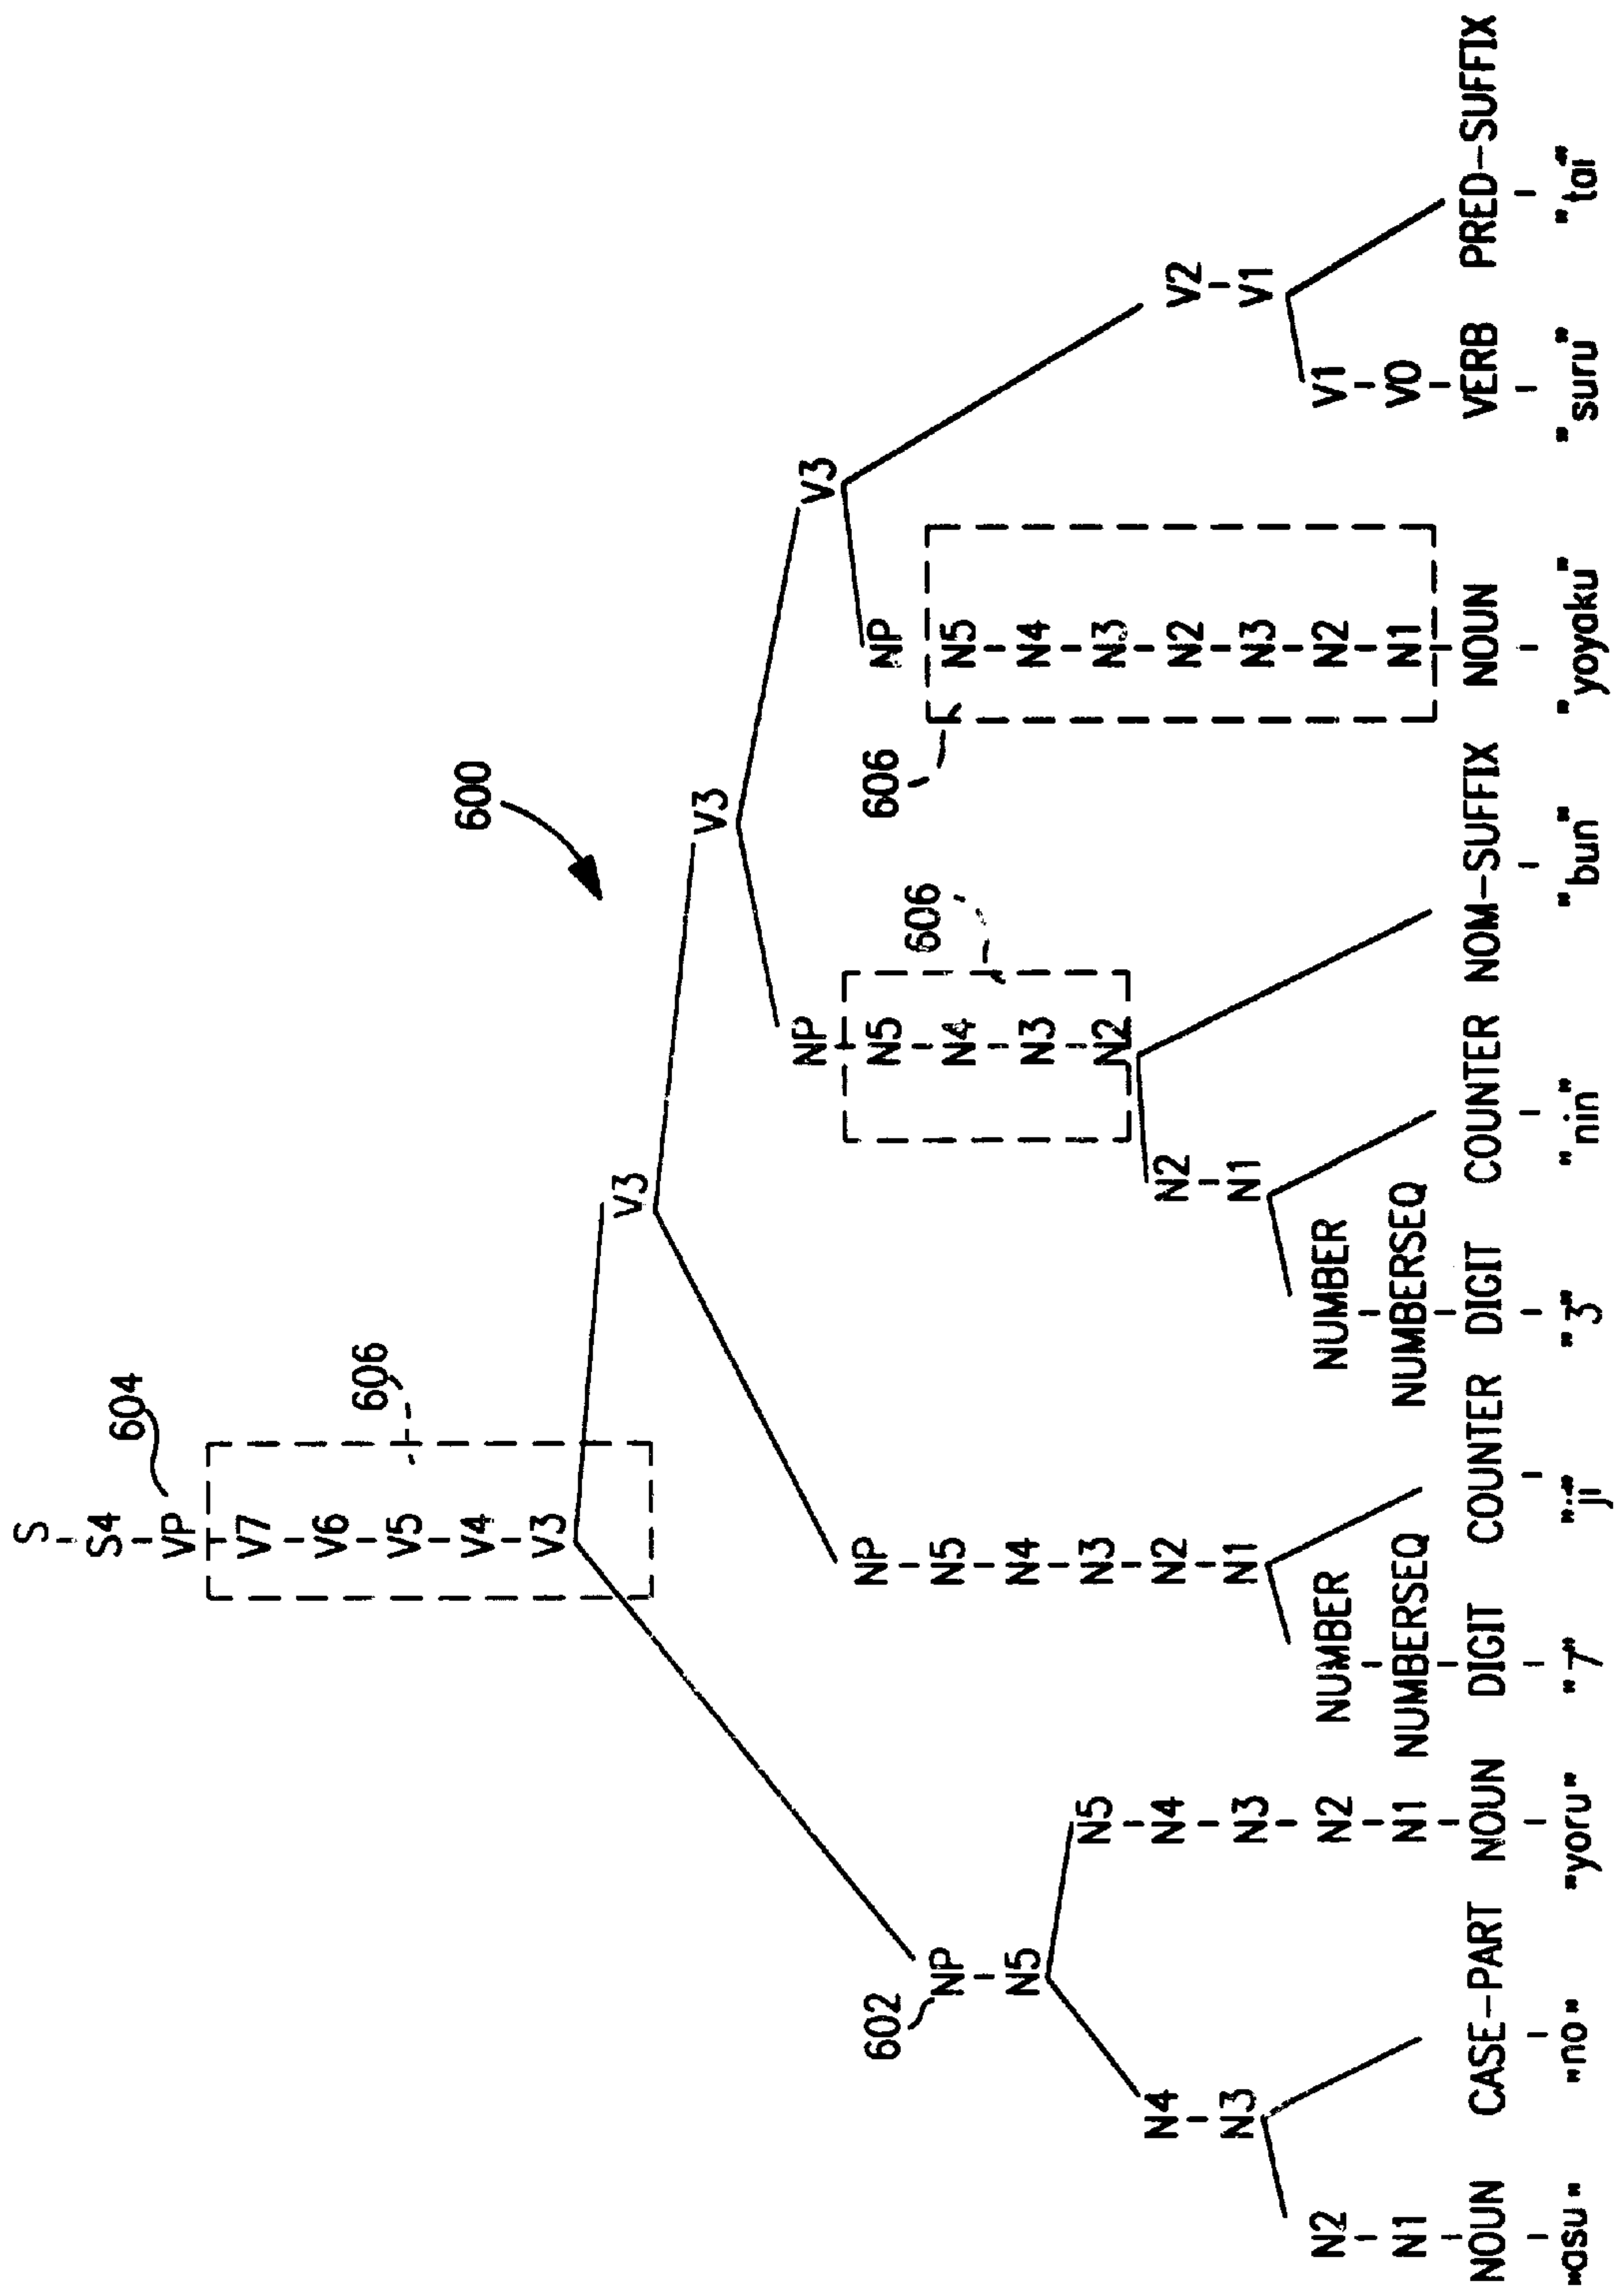 S
S4 604
VP
V7
V6
V5 606
V4 600
V3
V3
V3
NP V3
602 NP N5 606 606 NP
NP N5 N4 N5
N5 N4 N3 N4
N5 N3 N2 N3
N4 N4 N2 N2 N2 V2
N3 N3 N1 N1 N3 V1
N2 N2 NUMBER NUMBER N2 V1
N1 N1 NUMBERSEQ NUMBERSEQ N1 V0
NOUN CASE-PART NOUN DIGIT COUNTER DIGIT COUNTER NOM-SUFFIX NOUN VERB PRED-SUFFIX
"asu" "no" "yoru" "7" "ji" "3" "nin" "bun" "yoyaku" "suru" "tai"